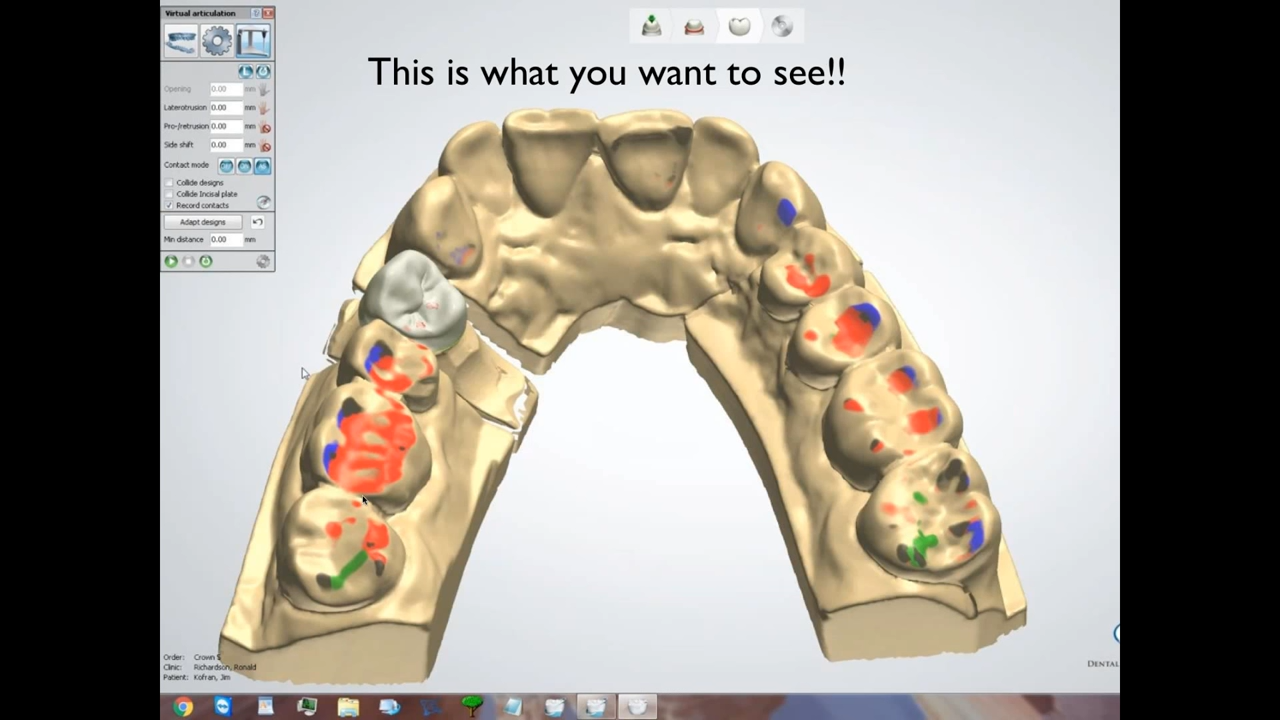 Virtual articulation
This is what you want to see!!
Opening 0.00 mm
Laterotrusion 0.00 mm
Pro-/retrusion 0.00 mm
Side shift 0.00 mm
Contact mode
Collide designs
Collide Incisal plate
Record contacts
Adapt designs
Min distance 0.00 mm
Order: Crown
Clinic: Richardson, Ronald
Patient: Kofran, Jim
DENTAL